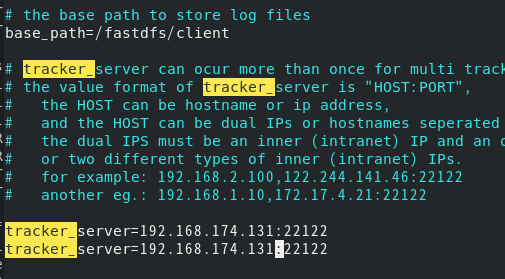 # the base path to store log files
base_path=/fastdfs/client
# tracker_server can ocur more than once for multi trac
# the value format of tracker_server is "HOST:PORT",
#   the HOST can be hostname or ip address,
#   and the HOST can be dual IPs or hostnames seperated
#   the dual IPS must be an inner (intranet) IP and an o
#   or two different types of inner (intranet) IPs.
#   for example: 192.168.2.100,122.244.141.46:22122
#   another eg.: 192.168.1.10,172.17.4.21:22122
tracker_server=192.168.174.131:22122
tracker_server=192.168.174.131:22122